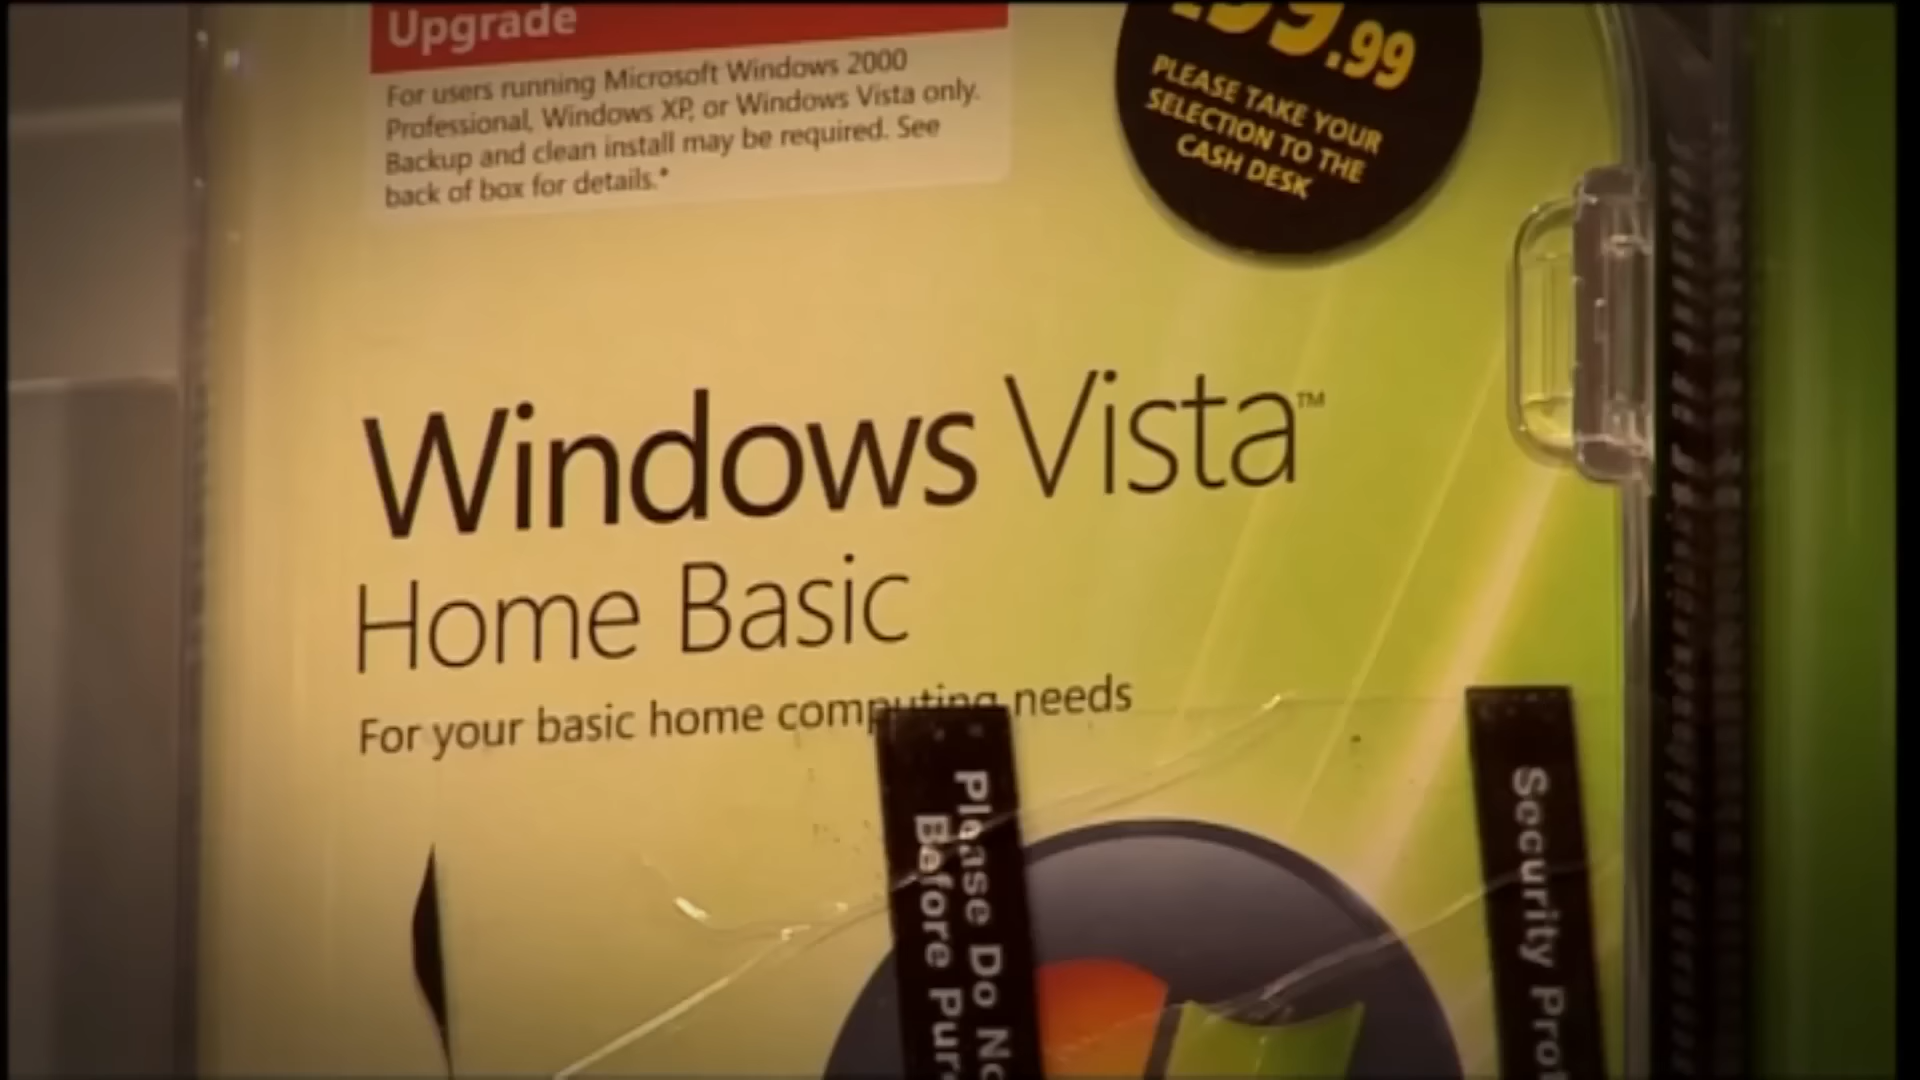 Upgrade
For users running Microsoft Windows 2000
Professional, Windows XP, or Windows Vista only.
Backup and clean install may be required. See
back of box for details.*
.99
PLEASE TAKE YOUR
SELECTION TO THE
CASH DESK
Windows Vista™
Home Basic
For your basic home computing needs
Please Do No
Before Pur
Security Prot